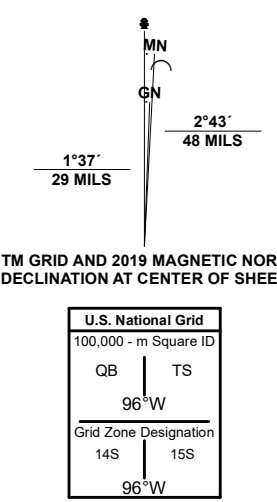 MN
GN
2°43´
48 MILS
1°37´
29 MILS
TM GRID AND 2019 MAGNETIC NOR
DECLINATION AT CENTER OF SHEE
U.S. National Grid
100,000 - m Square ID
QB TS
96°W
Grid Zone Designation
14S 15S
96°W